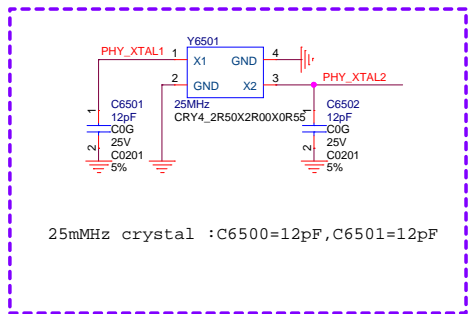 Y6501
PHY_XTAL1 1 X1 GND 4
2 GND X2 3 PHY_XTAL2
25MHz
CRY4_2R50X2R00X0R55
1 C6501
12pF
C0G
2 25V
C0201
5%
1 C6502
12pF
C0G
2 25V
C0201
5%
25mMHz crystal :C6500=12pF,C6501=12pF